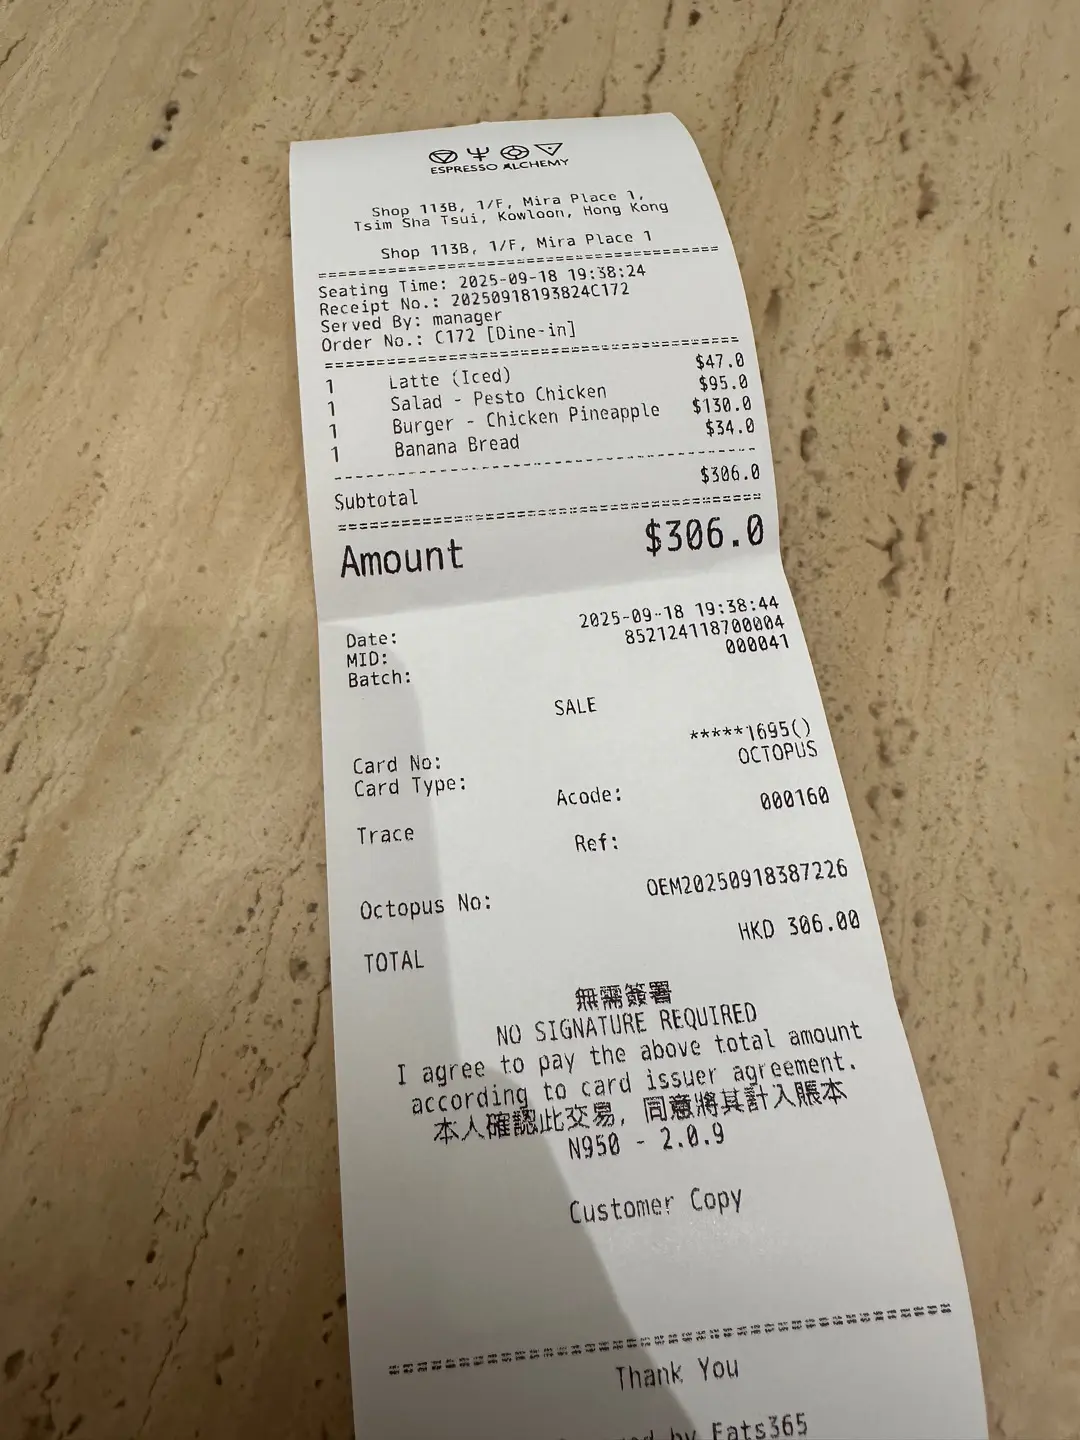 ESPRESSO ALCHEMY
Shop 113B, 1/F, Mira Place 1,
Tsim Sha Tsui, Kowloon, Hong Kong
Shop 113B, 1/F, Mira Place 1
Seating Time: 2025-09-18 19:38:24
Receipt No.: 20250918193824C172
Served By: manager
Order No.: C172 [Dine-in]
1 Latte (Iced) $47.0
1 Salad - Pesto Chicken $95.0
1 Burger - Chicken Pineapple $130.0
1 Banana Bread $34.0
Subtotal $306.0
Amount $306.0
Date: 2025-09-18 19:38:44
MID: 852124118700004
Batch: 000041
SALE
Card No: *****1695()
Card Type: OCTOPUS
Acode: 000160
Trace
Ref:
Octopus No: OEM20250918387226
TOTAL HKD 306.00
無需簽署
NO SIGNATURE REQUIRED
I agree to pay the above total amount
according to card issuer agreement.
本人確認此交易, 同意將其計入賬本
N950 - 2.0.9
Customer Copy
Thank You
by Eats365